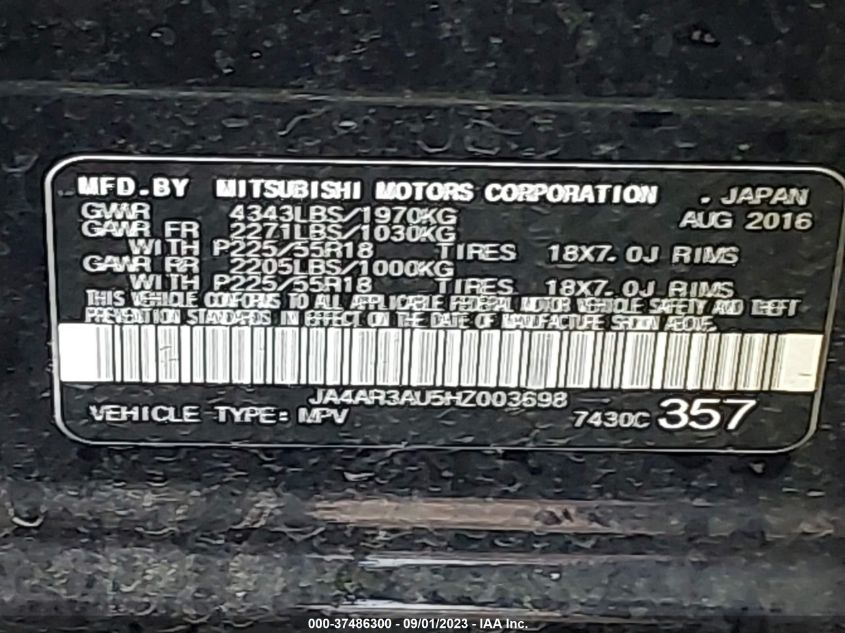 MFD.BY MITSUBISHI MOTORS CORPORATION . JAPAN
GVWR 4343LBS/1970KG AUG 2016
GAWR FR 2271LBS/1030KG
WITH P225/55R18 TIRES 18X7.0J RIMS
GAWR RR 2205LBS/1000KG
WITH P225/55R18 TIRES 18X7.0J RIMS
THIS VEHICLE CONFORMS TO ALL APPLICABLE FEDERAL MOTOR VEHICLE SAFETY AND THEFT
PREVENTION STANDARDS IN EFFECT ON THE DATE OF MANUFACTURE SHOWN ABOVE.
JA4AR3AU5HZ003698
VEHICLE TYPE: MPV 7430C 357
000-37486300 - 09/01/2023 - IAA Inc.